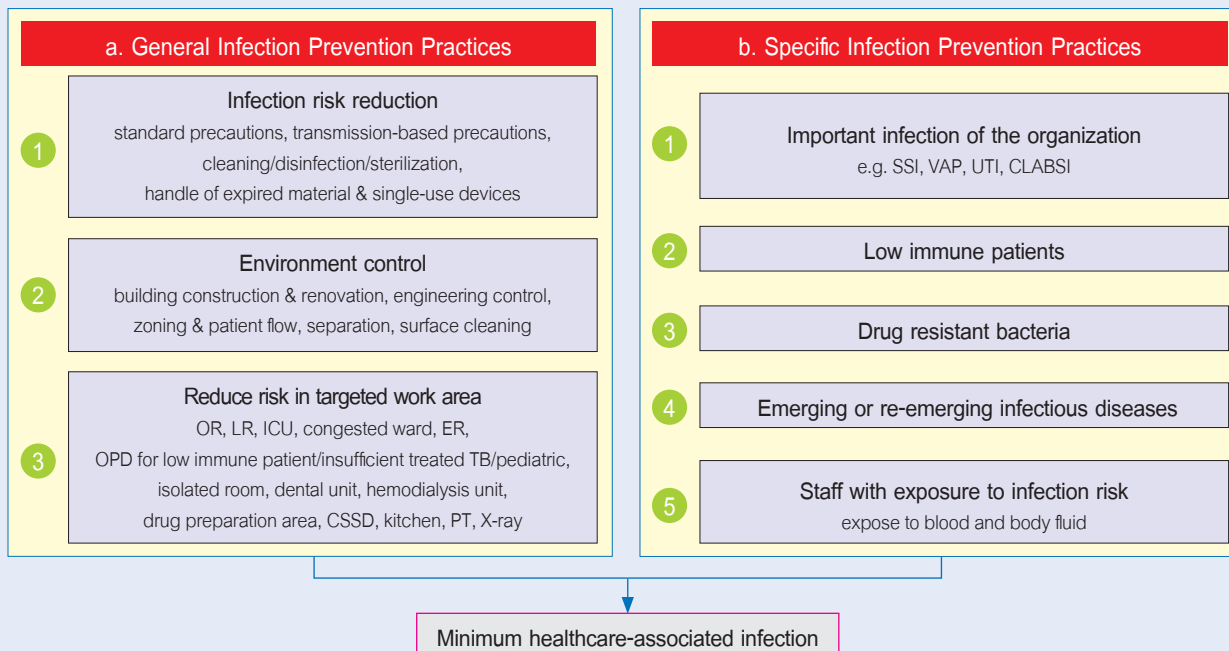 a. General Infection Prevention Practices
1
Infection risk reduction
standard precautions, transmission-based precautions,
cleaning/disinfection/sterilization,
handle of expired material & single-use devices
2
Environment control
building construction & renovation, engineering control,
zoning & patient flow, separation, surface cleaning
3
Reduce risk in targeted work area
OR, LR, ICU, congested ward, ER,
OPD for low immune patient/insufficient treated TB/pediatric,
isolated room, dental unit, hemodialysis unit,
drug preparation area, CSSD, kitchen, PT, X-ray
b. Specific Infection Prevention Practices
1
Important infection of the organization
e.g. SSI, VAP, UTI, CLABSI
2
Low immune patients
3
Drug resistant bacteria
4
Emerging or re-emerging infectious diseases
5
Staff with exposure to infection risk
expose to blood and body fluid
Minimum healthcare-associated infection